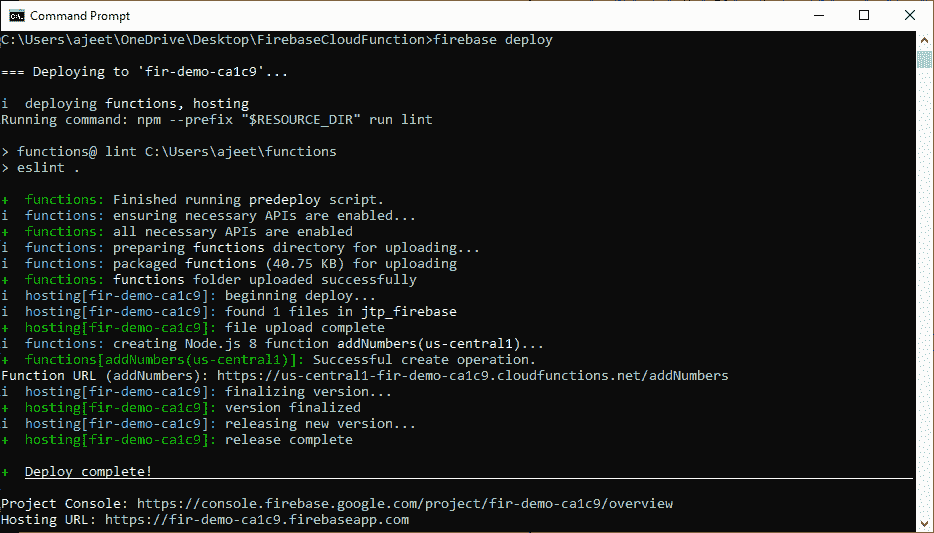 Command Prompt
C:\Users\ajeet\OneDrive\Desktop\FirebaseCloudFunction>firebase deploy
=== Deploying to 'fir-demo-ca1c9'...
i  deploying functions, hosting
Running command: npm --prefix "$RESOURCE_DIR" run lint
> functions@ lint C:\Users\ajeet\functions
> eslint .
+  functions: Finished running predeploy script.
i  functions: ensuring necessary APIs are enabled...
+  functions: all necessary APIs are enabled
i  functions: preparing functions directory for uploading...
i  functions: packaged functions (40.75 KB) for uploading
+  functions: functions folder uploaded successfully
i  hosting[fir-demo-ca1c9]: beginning deploy...
i  hosting[fir-demo-ca1c9]: found 1 files in jtp_firebase
+  hosting[fir-demo-ca1c9]: file upload complete
i  functions: creating Node.js 8 function addNumbers(us-central1)...
+  functions[addNumbers(us-central1)]: Successful create operation.
Function URL (addNumbers): https://us-central1-fir-demo-ca1c9.cloudfunctions.net/addNumbers
i  hosting[fir-demo-ca1c9]: finalizing version...
+  hosting[fir-demo-ca1c9]: version finalized
i  hosting[fir-demo-ca1c9]: releasing new version...
+  hosting[fir-demo-ca1c9]: release complete
+  Deploy complete!
Project Console: https://console.firebase.google.com/project/fir-demo-ca1c9/overview
Hosting URL: https://fir-demo-ca1c9.firebaseapp.com